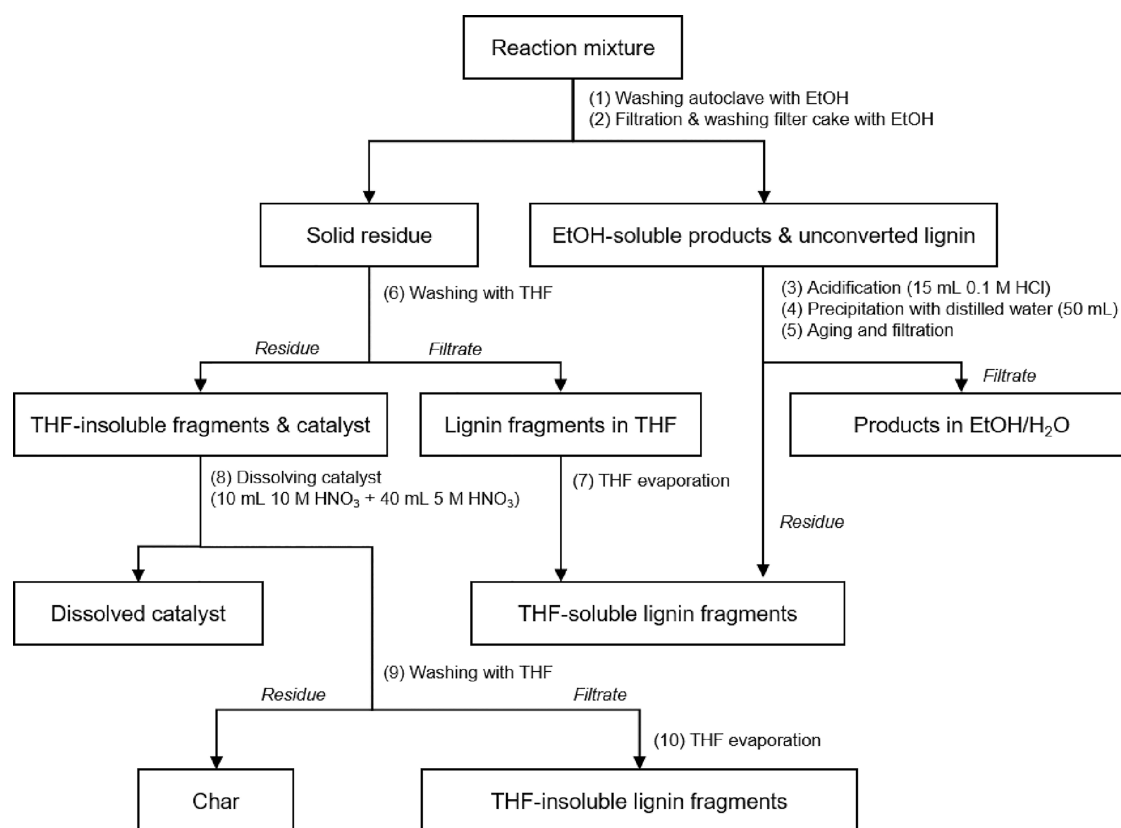 Reaction mixture
(1) Washing autoclave with EtOH
(2) Filtration & washing filter cake with EtOH
Solid residue
EtOH-soluble products & unconverted lignin
(6) Washing with THF
(3) Acidification (15 mL 0.1 M HCl)
(4) Precipitation with distilled water (50 mL)
(5) Aging and filtration
Residue
Filtrate
Filtrate
THF-insoluble fragments & catalyst
Lignin fragments in THF
Products in EtOH/H₂O
(8) Dissolving catalyst
(10 mL 10 M HNO₃ + 40 mL 5 M HNO₃)
(7) THF evaporation
Residue
Dissolved catalyst
THF-soluble lignin fragments
(9) Washing with THF
Residue
Filtrate
(10) THF evaporation
Char
THF-insoluble lignin fragments